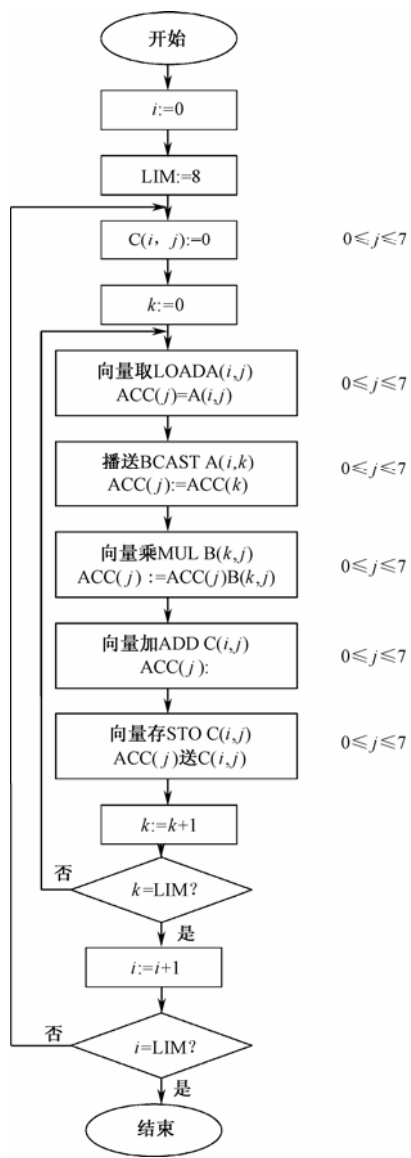 开始
i:=0
LIM:=8
C(i, j):=0
0≤j≤7
k:=0
向量取LOADA(i,j)
ACC(j)=A(i,j)
0≤j≤7
播送BCAST A(i,k)
ACC(j):=ACC(k)
0≤j≤7
向量乘MUL B(k,j)
ACC(j) :=ACC(j)B(k,j)
0≤j≤7
向量加ADD C(i,j)
ACC(j):
0≤j≤7
向量存STO C(i,j)
ACC(j)送C(i,j)
0≤j≤7
k:=k+1
否
k=LIM?
是
i:=i+1
否
i=LIM?
是
结束